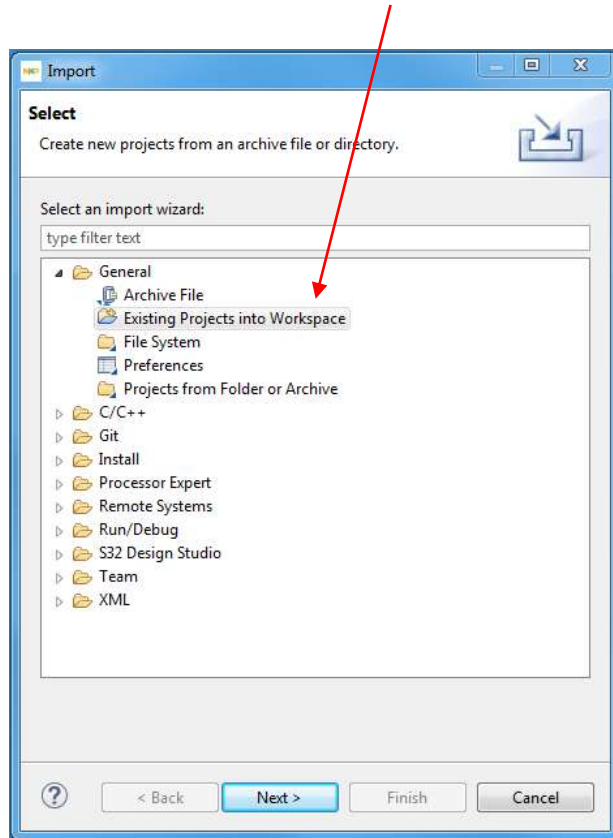 NXP Import
Select
Create new projects from an archive file or directory.
Select an import wizard:
type filter text
General
Archive File
Existing Projects into Workspace
File System
Preferences
Projects from Folder or Archive
C/C++
Git
Install
Processor Expert
Remote Systems
Run/Debug
S32 Design Studio
Team
XML
?
< Back Next > Finish Cancel